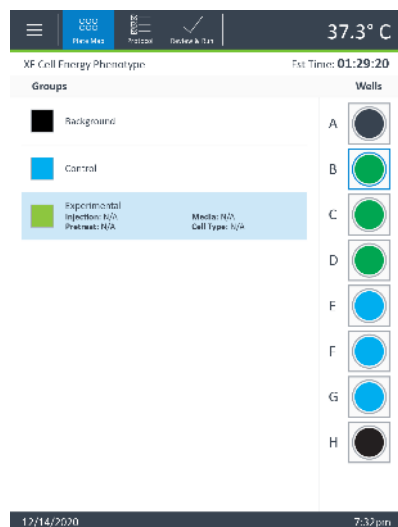 37.3° C
Plate Map
Protocol
Review & Run
XF Cell Energy Phenotype
Est Time: 01:29:20
Groups
Wells
Background
Control
Experimental
Injection: N/A
Media: N/A
Pretreat: N/A
Cell Type: N/A
A
B
C
D
E
F
G
H
12/14/2020
7:32pm